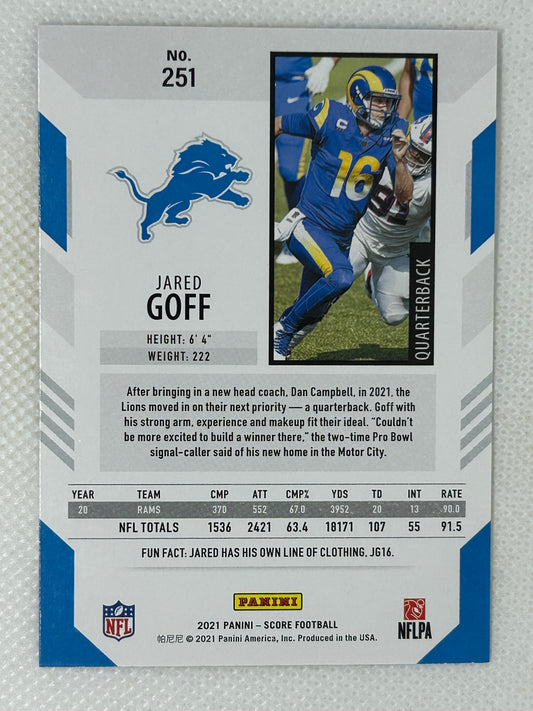 No.
251
16
C
JARED
GOFF
HEIGHT: 6' 4"
WEIGHT: 222
QUARTERBACK
After bringing in a new head coach, Dan Campbell, in 2021, the
Lions moved in on their next priority — a quarterback. Goff with
his strong arm, experience and makeup fit their ideal. "Couldn't
be more excited to build a winner there," the two-time Pro Bowl
signal-caller said of his new home in the Motor City.
YEAR TEAM CMP ATT CMP% YDS TD INT RATE
20 RAMS 370 552 67.0 3952 20 13 90.0
NFL TOTALS 1536 2421 63.4 18171 107 55 91.5
FUN FACT: JARED HAS HIS OWN LINE OF CLOTHING, JG16.
NFL
PANINI
NFLPA
2021 PANINI – SCORE FOOTBALL
帕尼尼 © 2021 Panini America, Inc. Produced in the USA.